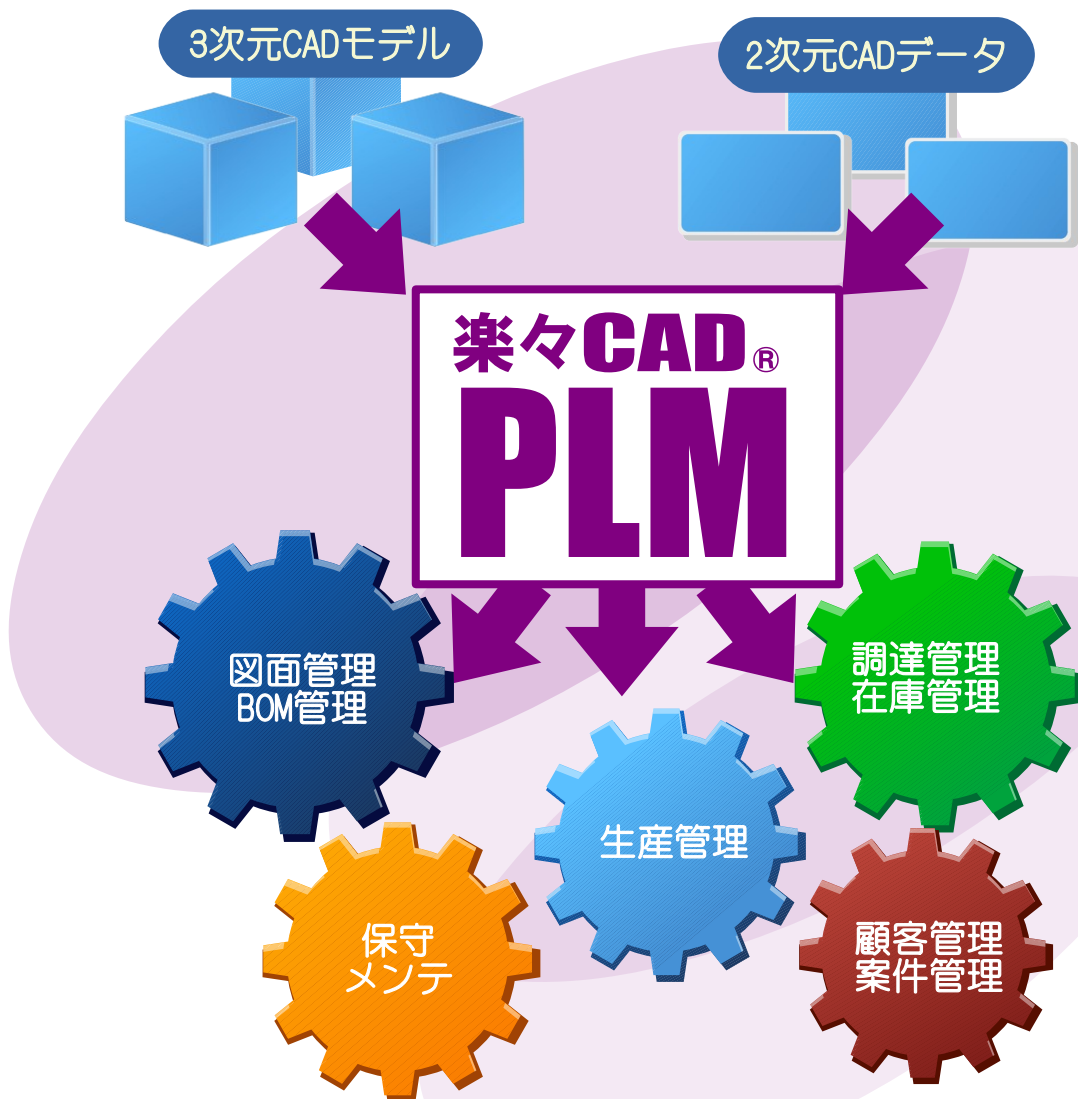 3次元CADモデル
2次元CADデータ
楽々CAD®
PLM
図面管理
BOM管理
調達管理
在庫管理
生産管理
保守
メンテ
顧客管理
案件管理